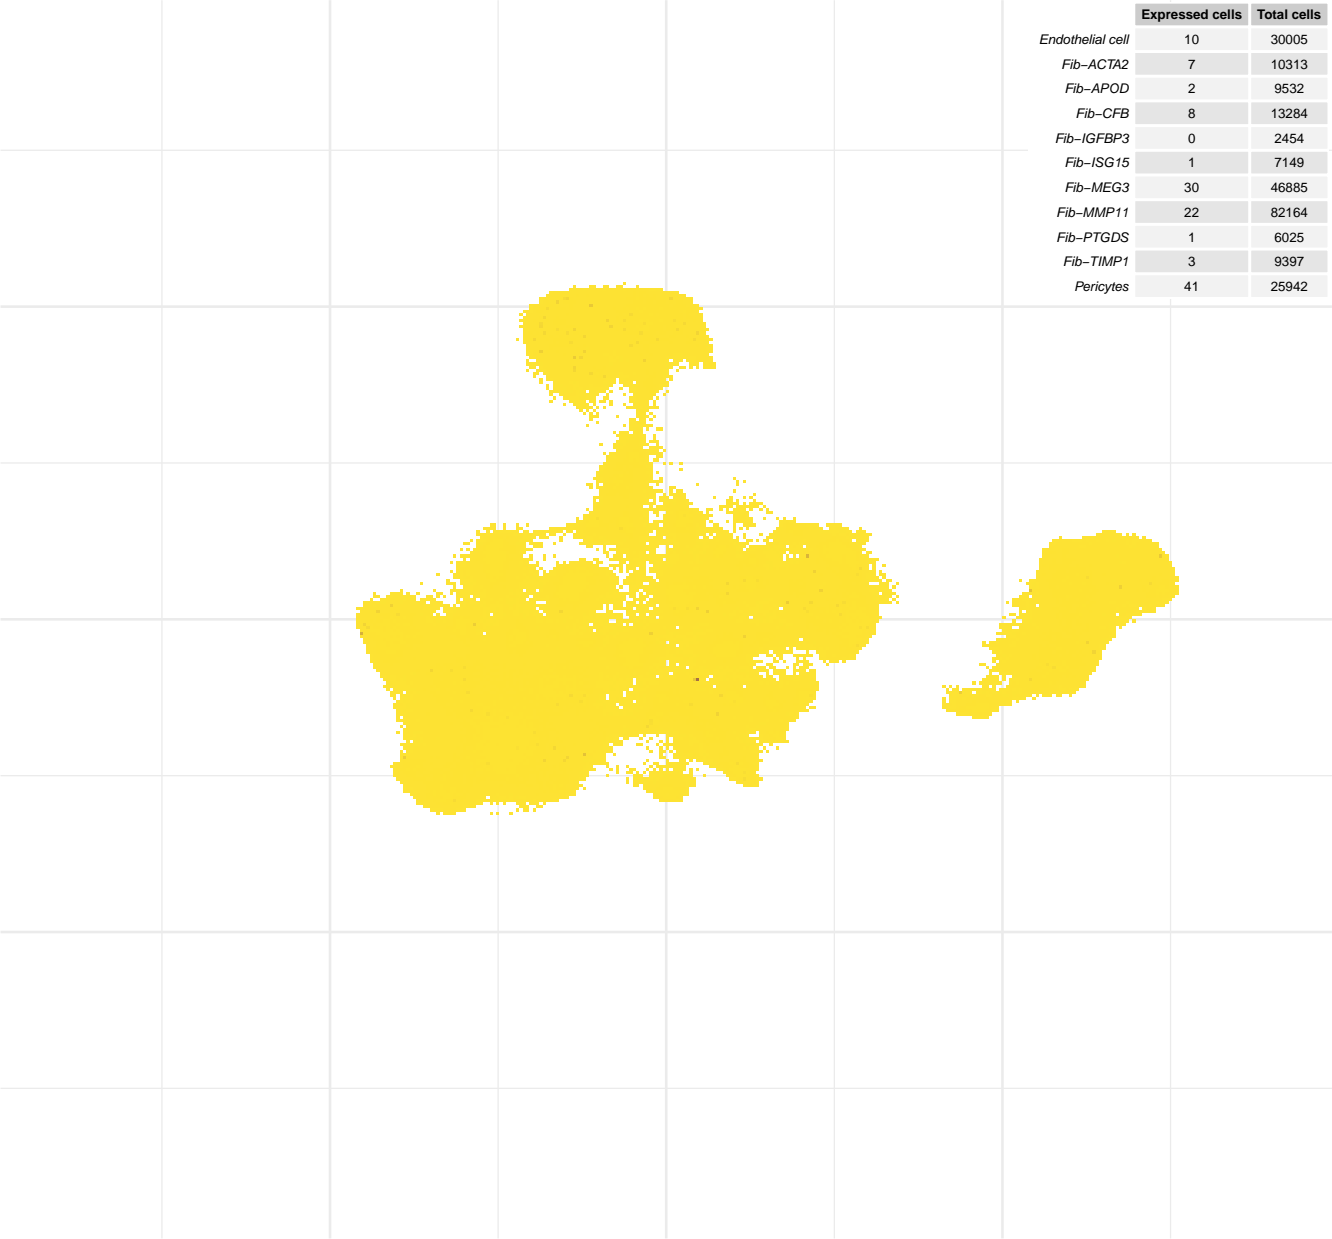 Expressed cells Total cells
Endothelial cell 10 30005
Fib−ACTA2 7 10313
Fib−APOD 2 9532
Fib−CFB 8 13284
Fib−IGFBP3 0 2454
Fib−ISG15 1 7149
Fib−MEG3 30 46885
Fib−MMP11 22 82164
Fib−PTGDS 1 6025
Fib−TIMP1 3 9397
Pericytes 41 25942